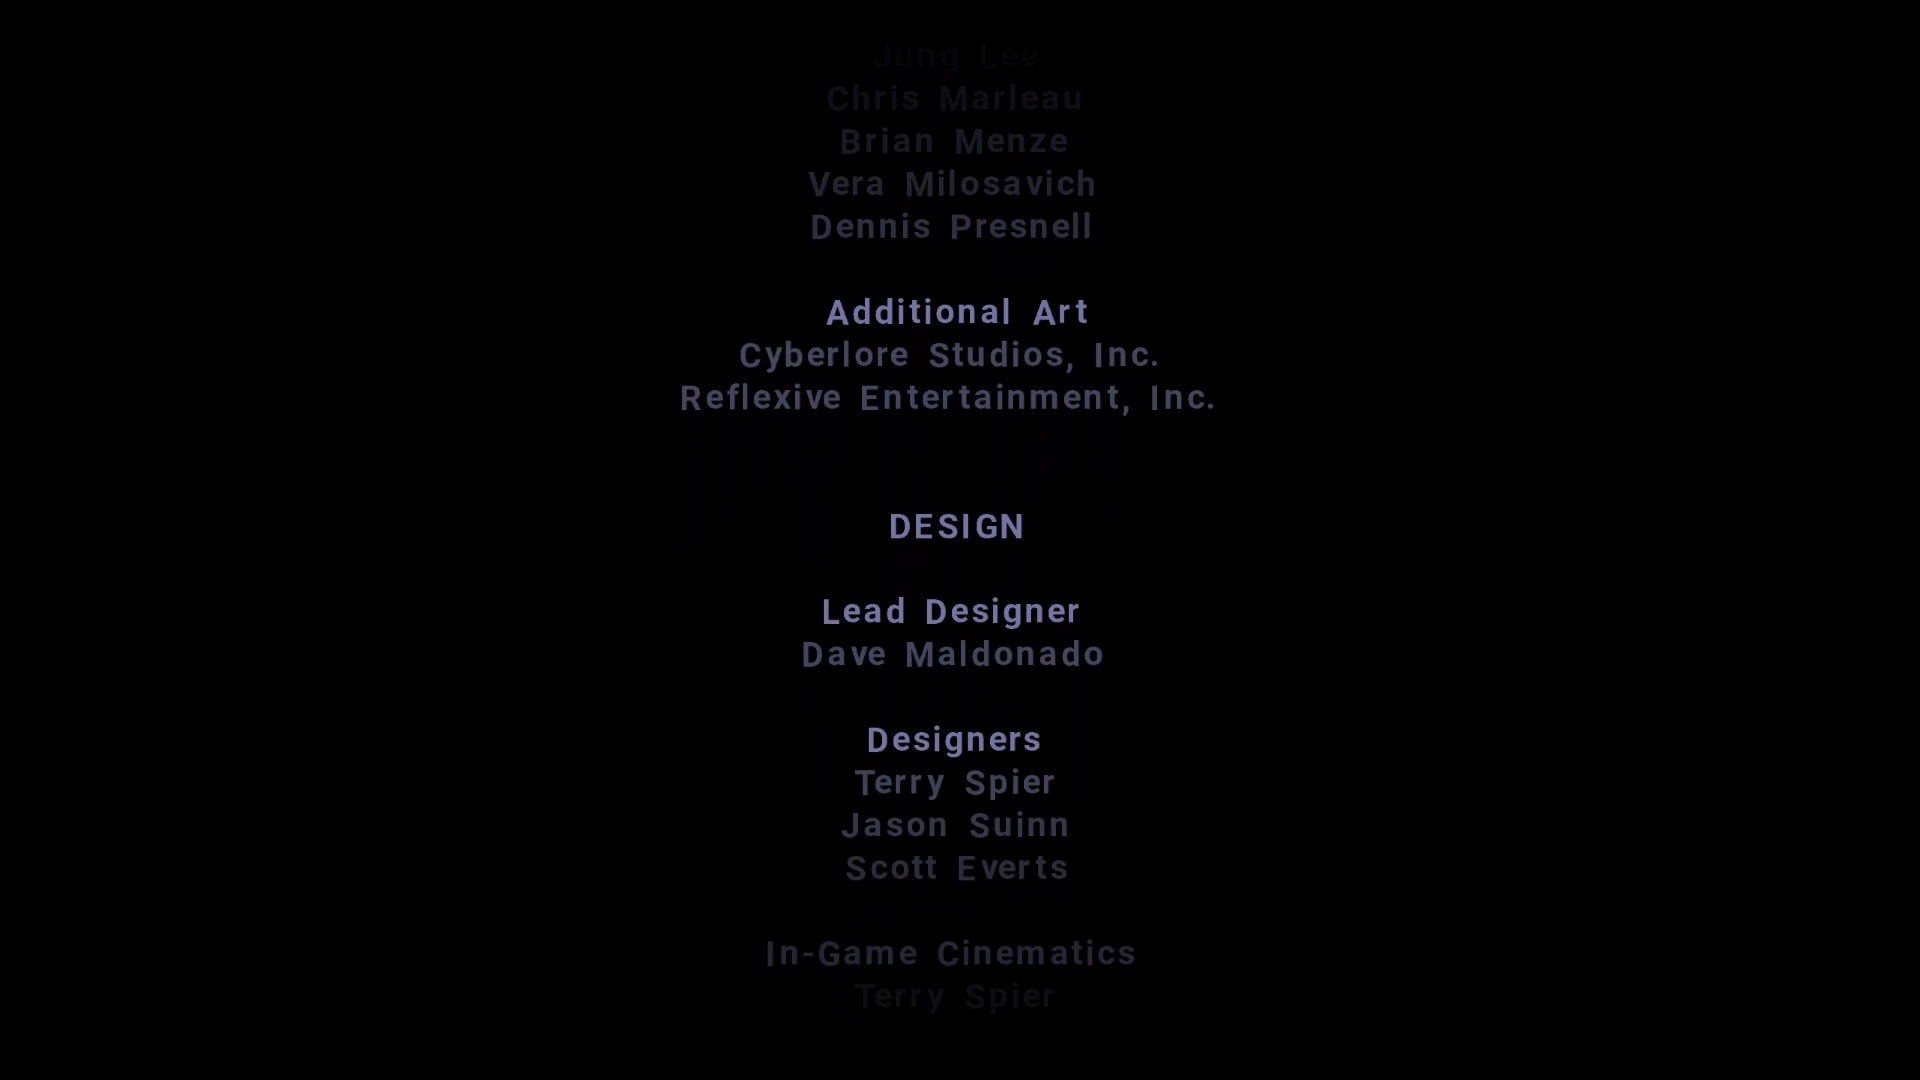 Jung Lee
Chris Marleau
Brian Menze
Vera Milosavich
Dennis Presnell
Additional Art
Cyberlore Studios, Inc.
Reflexive Entertainment, Inc.
DESIGN
Lead Designer
Dave Maldonado
Designers
Terry Spier
Jason Suinn
Scott Everts
In-Game Cinematics
Terry Spier